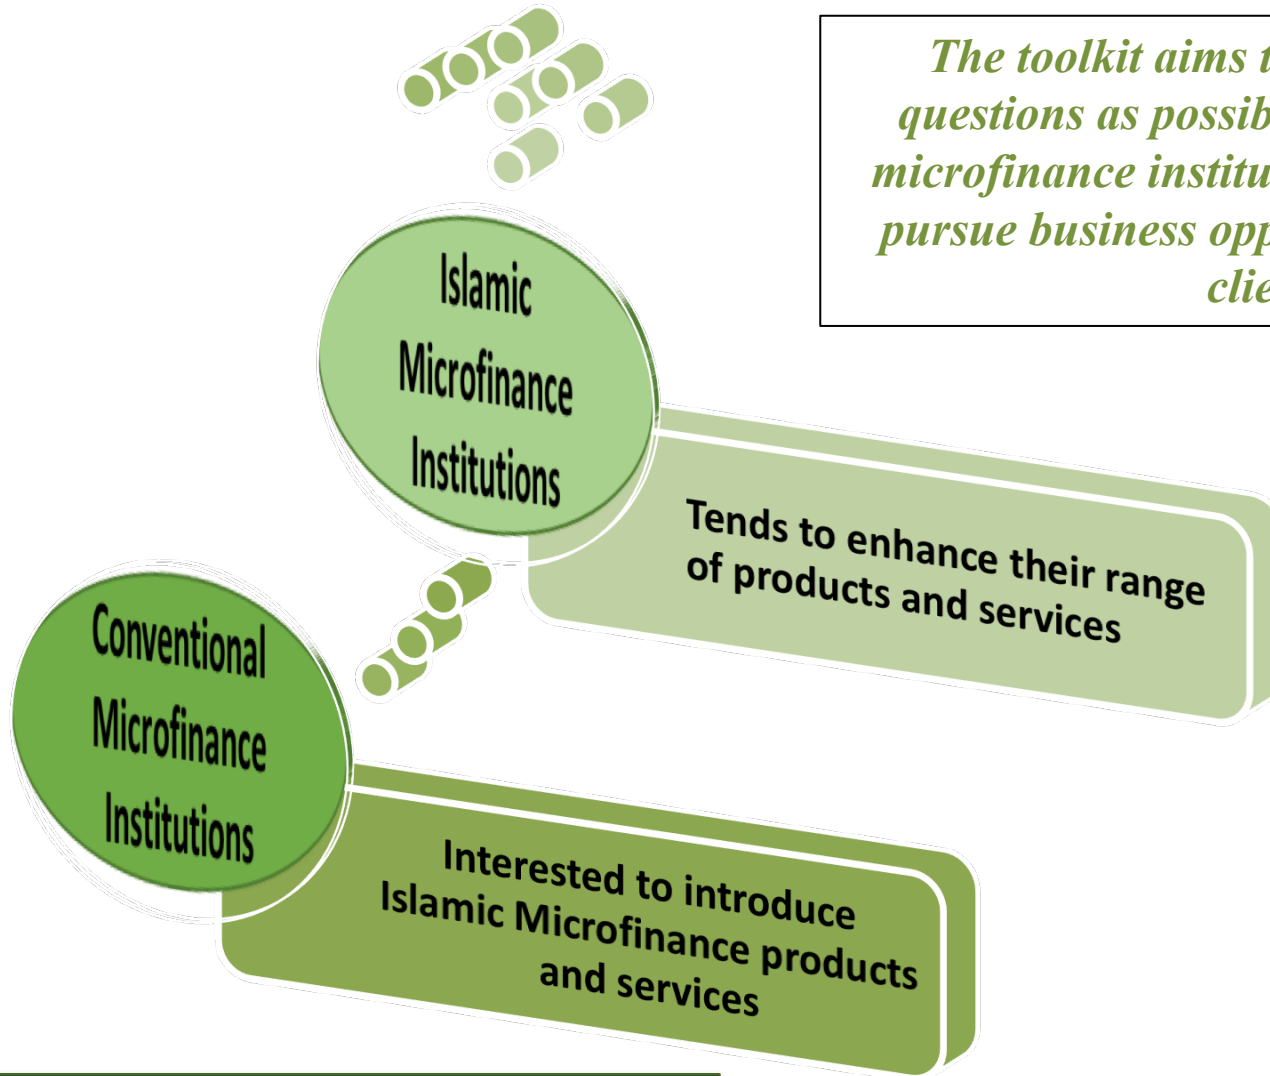 The toolkit aims
questions as
microfinance
pursue business
Islamic
Microfinance
Institutions
Tends to enhance their range
of products and services
Conventional
Microfinance
Institutions
Interested to introduce
Islamic Microfinance products
and services